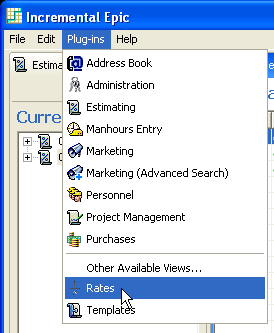 Incremental Epic
File Edit Plug-ins Help
Estima
Address Book
Administration
Estimating
Manhours Entry
Curre
Marketing
Marketing (Advanced Search)
Personnel
Project Management
Purchases
Other Available Views...
Rates
Templates